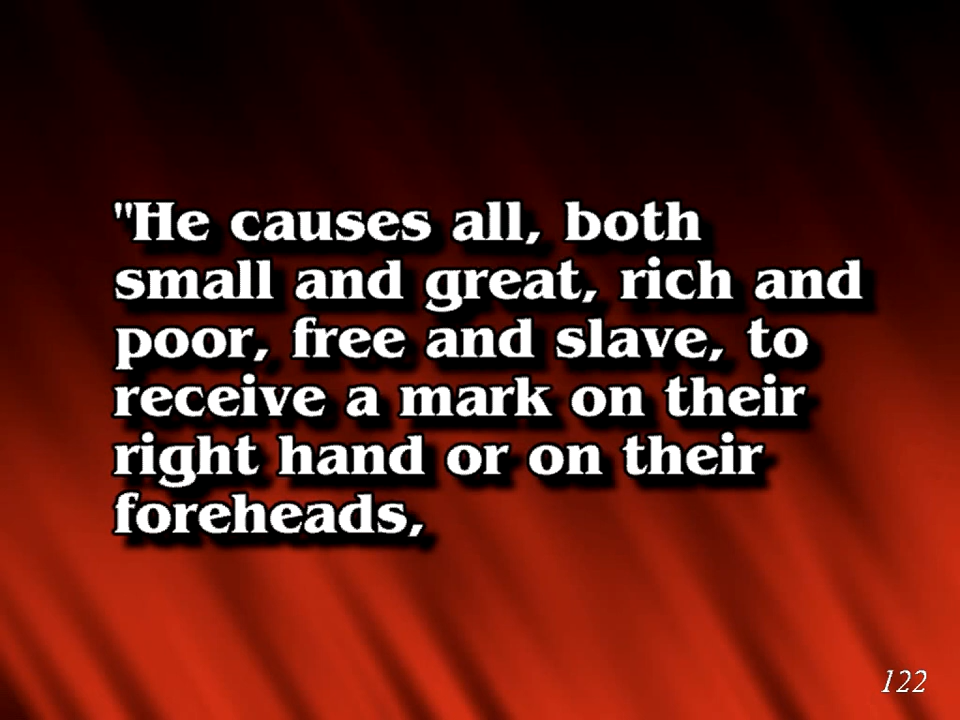 "He causes all, both
small and great, rich and
poor, free and slave, to
receive a mark on their
right hand or on their
foreheads,
122